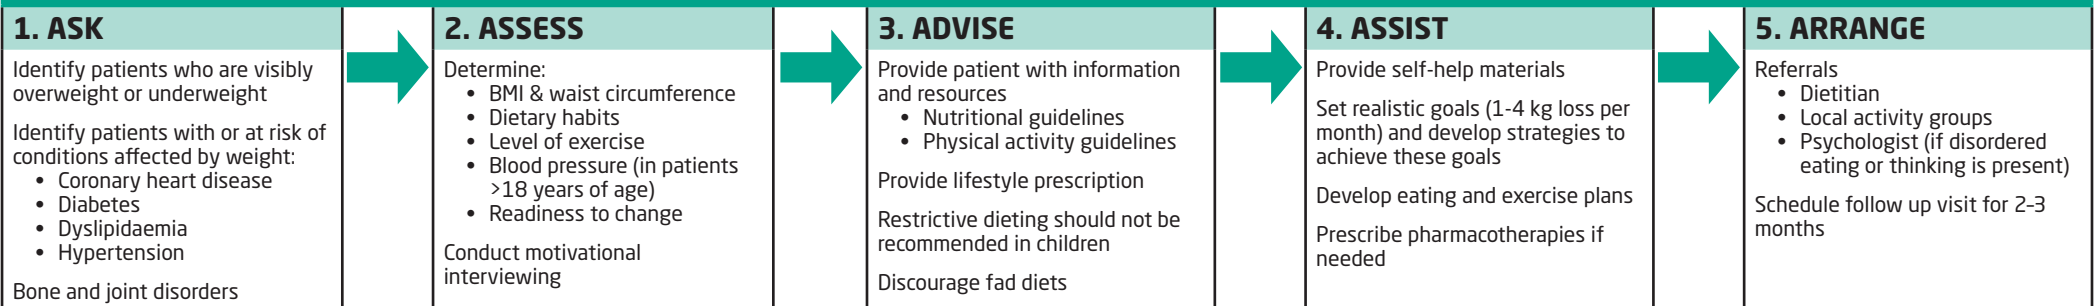 1. ASK
Identify patients who are visibly
overweight or underweight
Identify patients with or at risk of
conditions affected by weight:
• Coronary heart disease
• Diabetes
• Dyslipidaemia
• Hypertension
Bone and joint disorders
2. ASSESS
Determine:
• BMI & waist circumference
• Dietary habits
• Level of exercise
• Blood pressure (in patients
>18 years of age)
• Readiness to change
Conduct motivational
interviewing
3. ADVISE
Provide patient with information
and resources
• Nutritional guidelines
• Physical activity guidelines
Provide lifestyle prescription
Restrictive dieting should not be
recommended in children
Discourage fad diets
4. ASSIST
Provide self-help materials
Set realistic goals (1-4 kg loss per
month) and develop strategies to
achieve these goals
Develop eating and exercise plans
Prescribe pharmacotherapies if
needed
5. ARRANGE
Referrals
• Dietitian
• Local activity groups
• Psychologist (if disordered
eating or thinking is present)
Schedule follow up visit for 2–3
months